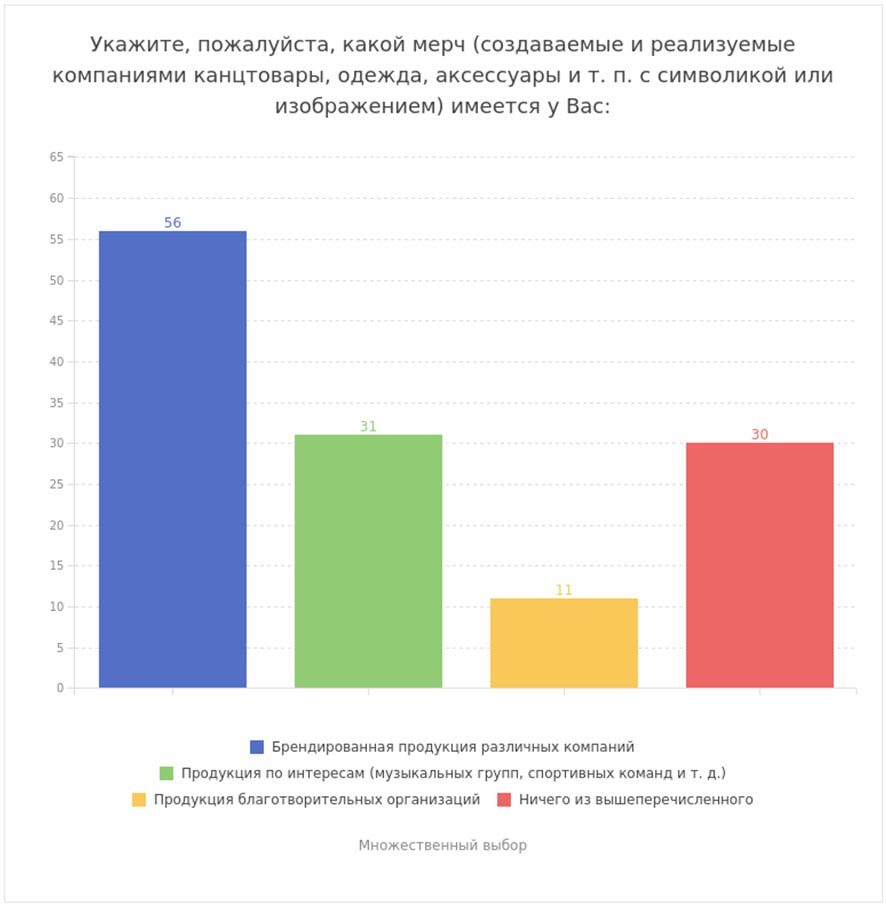 Укажите, пожалуйста, какой мерч (создаваемые и реализуемые
компаниями канцтовары, одежда, аксессуары и т. п. с символикой или
изображением) имеется у Вас:
65
60
56
55
50
45
40
35
31
30
30
25
20
15
11
10
5
0
Брендированная продукция различных компаний
Продукция по интересам (музыкальных групп, спортивных команд и т. д.)
Продукция благотворительных организаций Ничего из вышеперечисленного
Множественный выбор